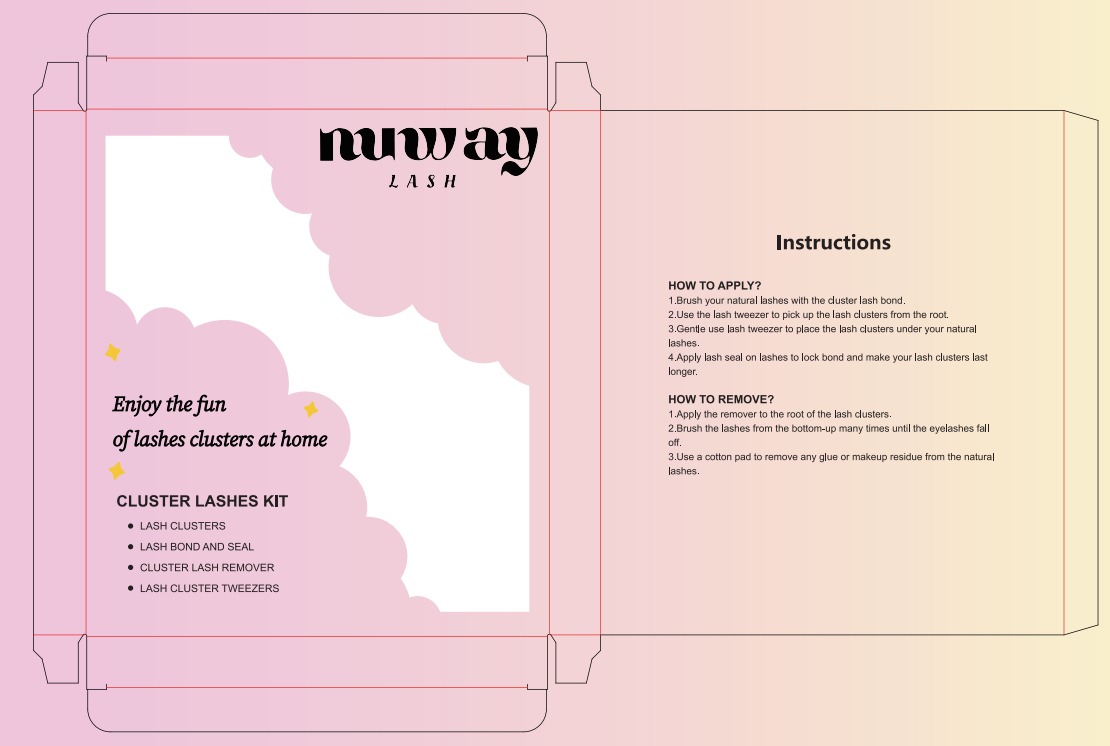 nuway
LASH
Enjoy the fun
of lashes clusters at home
CLUSTER LASHES KIT
● LASH CLUSTERS
● LASH BOND AND SEAL
● CLUSTER LASH REMOVER
● LASH CLUSTER TWEEZERS
Instructions
HOW TO APPLY?
1.Brush your natural lashes with the cluster lash bond.
2.Use the lash tweezer to pick up the lash clusters from the root.
3.Gentle use lash tweezer to place the lash clusters under your natural
lashes.
4.Apply lash seal on lashes to lock bond and make your lash clusters last
longer.
HOW TO REMOVE?
1.Apply the remover to the root of the lash clusters.
2.Brush the lashes from the bottom-up many times until the eyelashes fall
off.
3.Use a cotton pad to remove any glue or makeup residue from the natural
lashes.